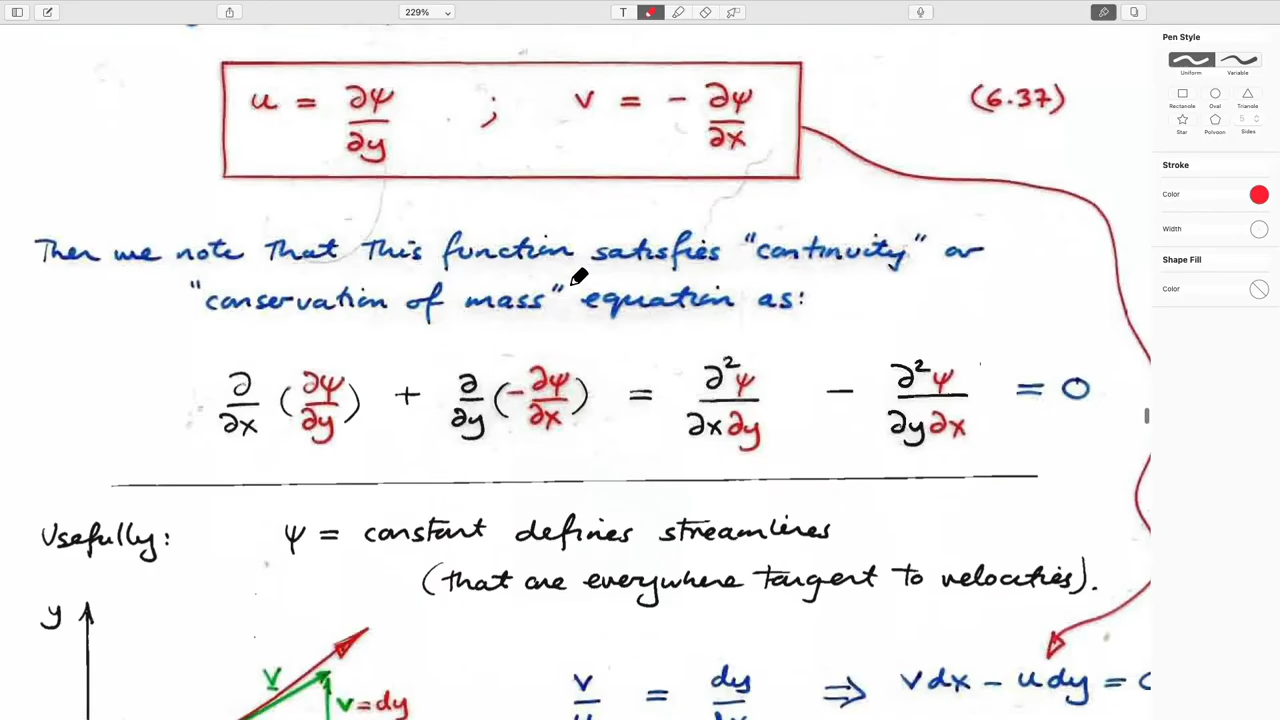 229%
T
u = ∂ψ/∂y ; v = - ∂ψ/∂x (6.37)
Then we note that this function satisfies "continuity" or
"conservation of mass" equation as:
∂/∂x (∂ψ/∂y) + ∂/∂y (-∂ψ/∂x) = ∂²ψ/∂x∂y - ∂²ψ/∂y∂x = 0
Usefully: ψ = constant defines streamlines
(that are everywhere tangent to velocities).
y
V
v = dy
v/u = dy/dx ⇒ vdx - udy =
Pen Style
Uniform Variable
Rectangle Oval Triangle
5
Star Polygon Sides
Stroke
Color
Width
Shape Fill
Color